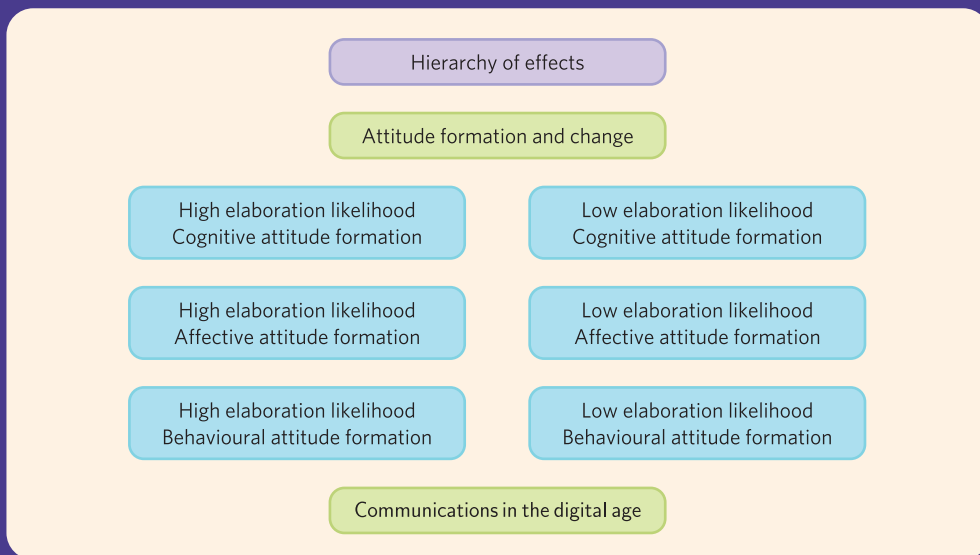 Hierarchy of effects
Attitude formation and change
High elaboration likelihood
Cognitive attitude formation
Low elaboration likelihood
Cognitive attitude formation
High elaboration likelihood
Affective attitude formation
Low elaboration likelihood
Affective attitude formation
High elaboration likelihood
Behavioural attitude formation
Low elaboration likelihood
Behavioural attitude formation
Communications in the digital age